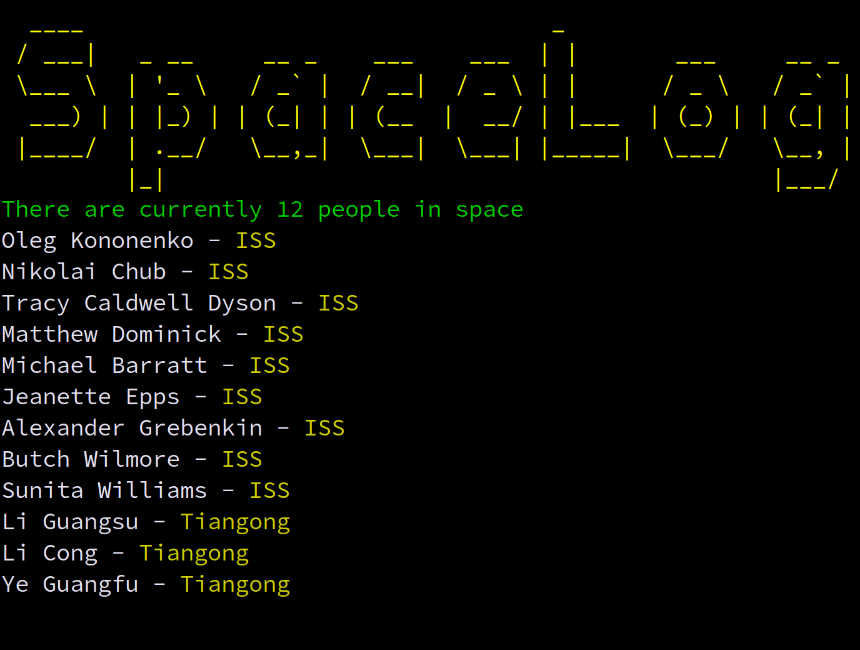 SpaceLog
There are currently 12 people in space
Oleg Kononenko - ISS
Nikolai Chub - ISS
Tracy Caldwell Dyson - ISS
Matthew Dominick - ISS
Michael Barratt - ISS
Jeanette Epps - ISS
Alexander Grebenkin - ISS
Butch Wilmore - ISS
Sunita Williams - ISS
Li Guangsu - Tiangong
Li Cong - Tiangong
Ye Guangfu - Tiangong